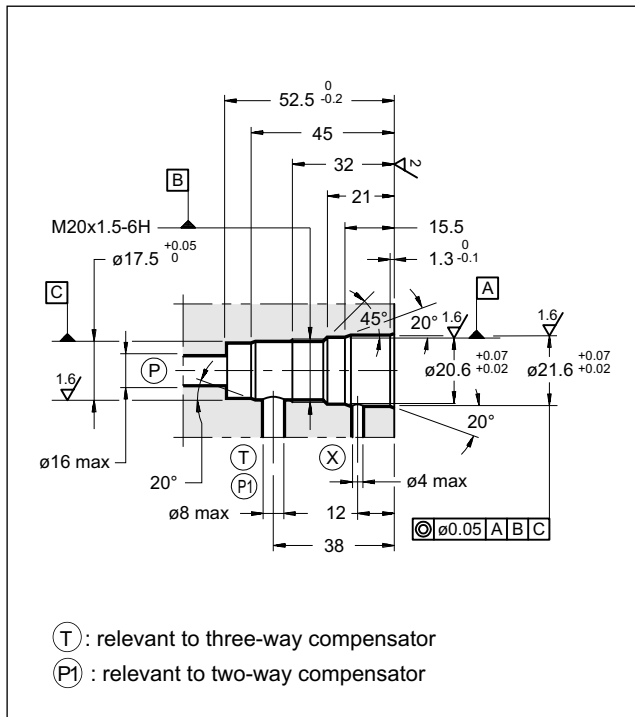 52.5 0 -0.2
45
32
2
B
21
M20x1.5-6H
15.5
ø17.5 +0.05 0
1.3 0 -0.1
C
A
1.6
1.6
45°
20°
P
ø20.6 +0.07 +0.02
ø21.6 +0.07 +0.02
1.6
20°
ø16 max
T
X
20°
P1
ø4 max
ø8 max
12
ø0.05 A B C
38
T : relevant to three-way compensator
P1 : relevant to two-way compensator